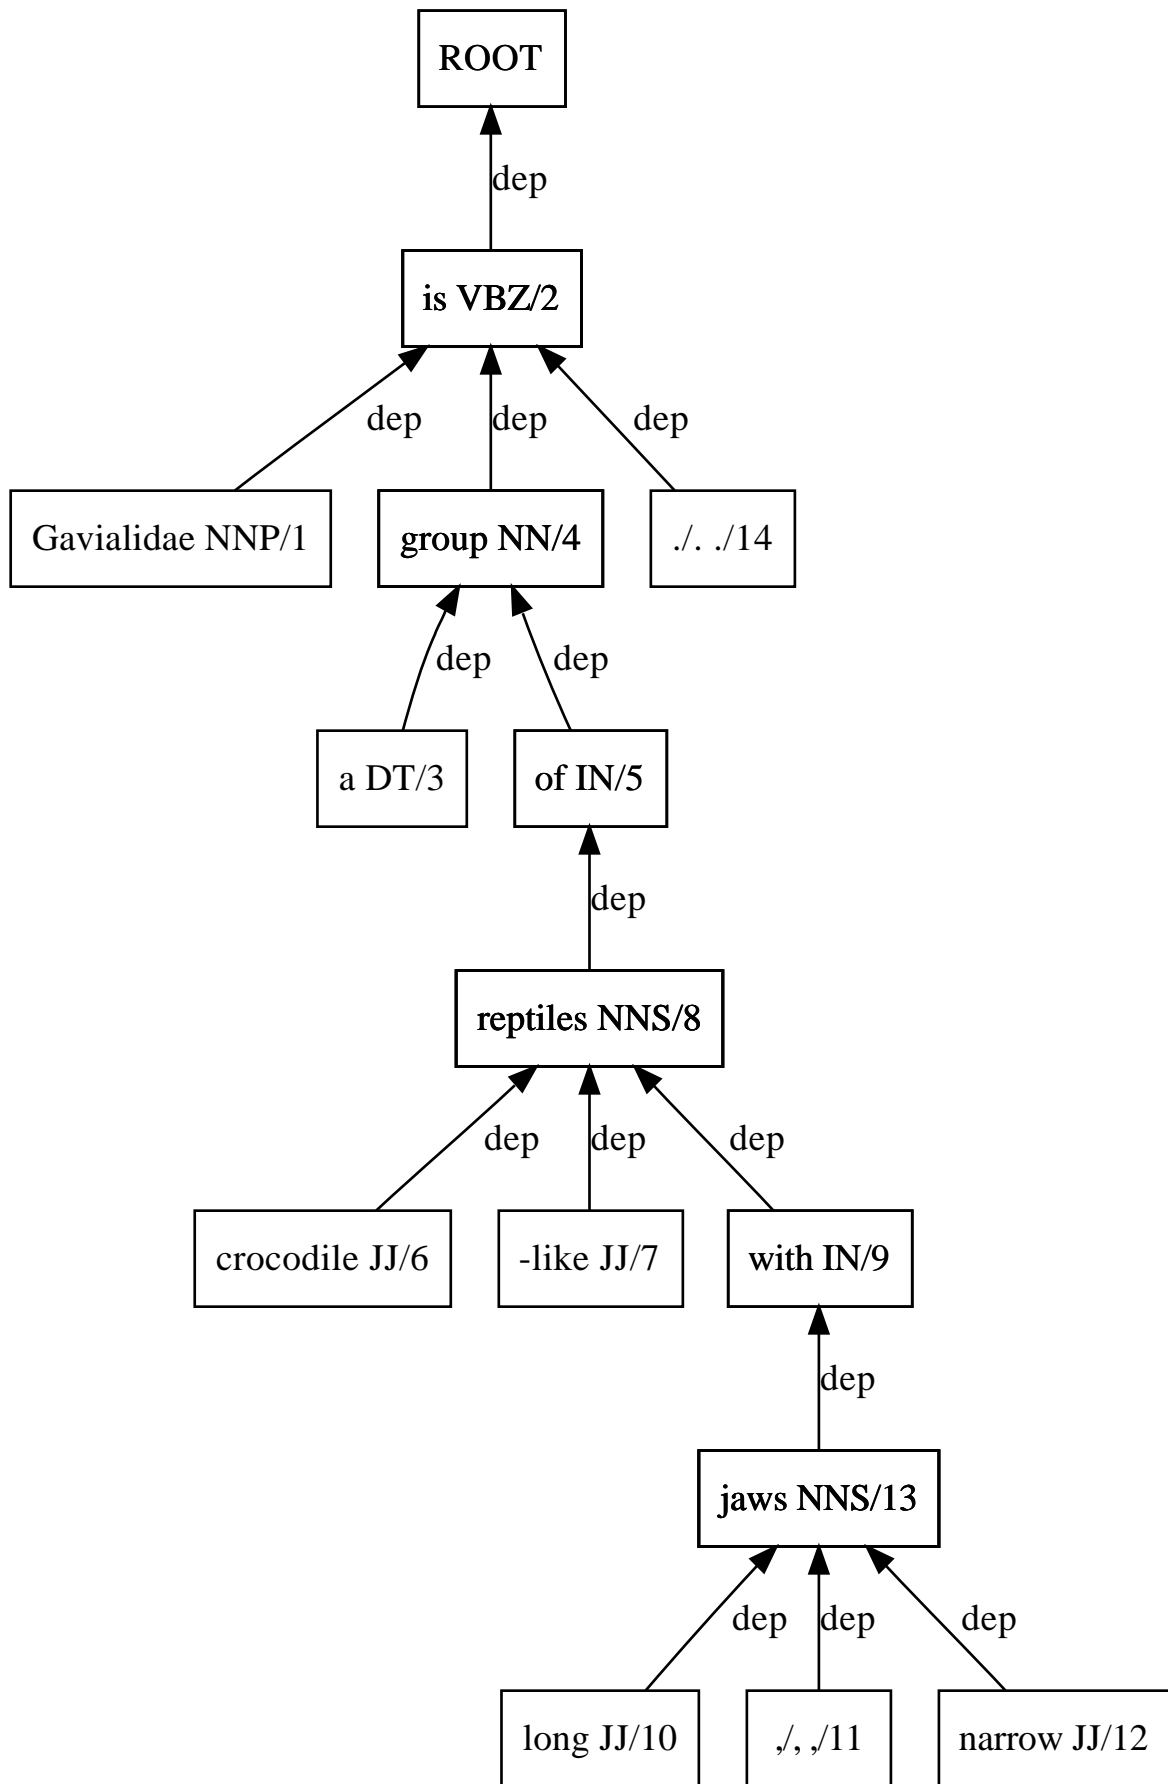 ROOT
dep
is VBZ/2
dep dep dep
Gavialidae NNP/1 group NN/4 ./. ./14
dep dep
a DT/3 of IN/5
dep
reptiles NNS/8
dep dep dep
crocodile JJ/6 -like JJ/7 with IN/9
dep
jaws NNS/13
dep dep dep
long JJ/10 ,/, ,/11 narrow JJ/12